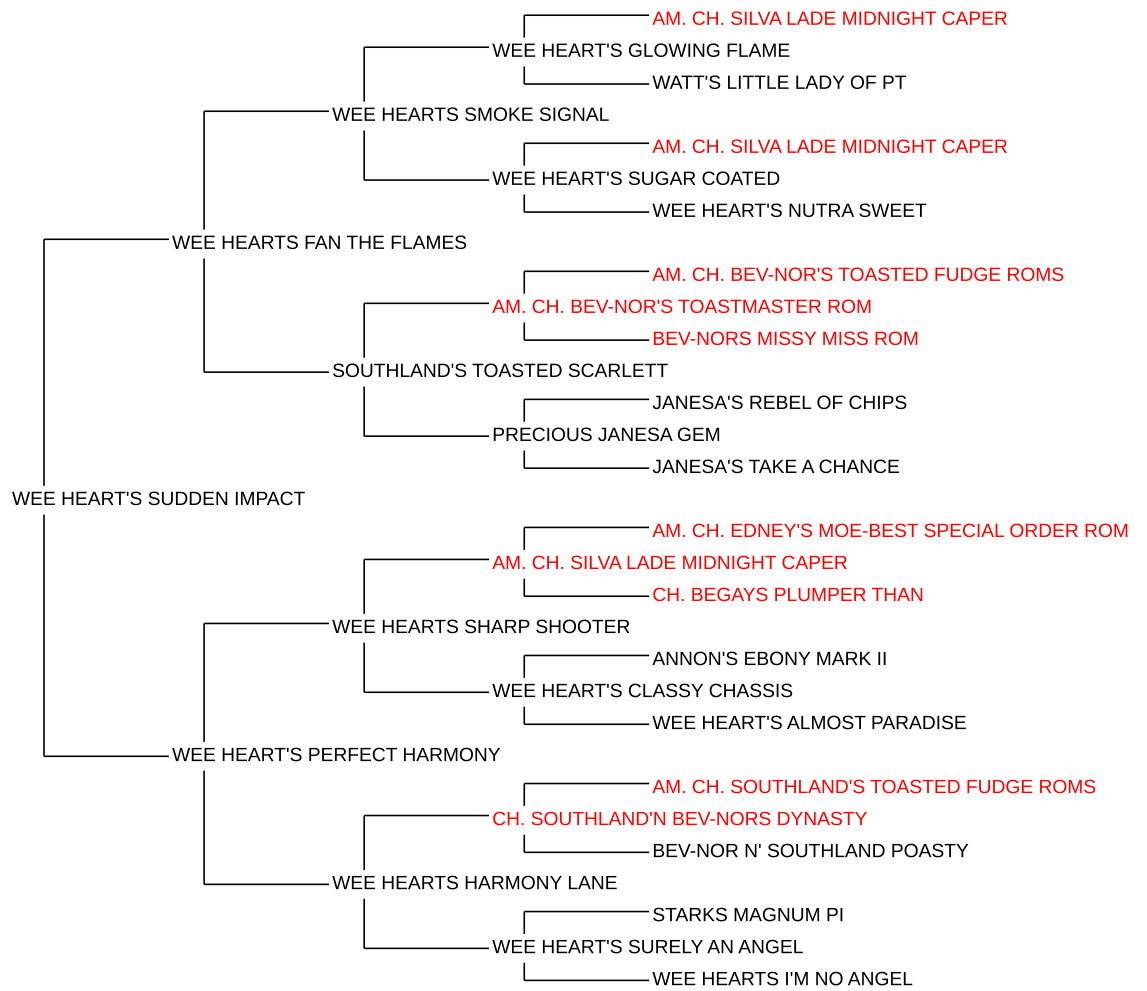 AM. CH. SILVA LADE MIDNIGHT CAPER
WEE HEART'S GLOWING FLAME
WATT'S LITTLE LADY OF PT
WEE HEARTS SMOKE SIGNAL
AM. CH. SILVA LADE MIDNIGHT CAPER
WEE HEART'S SUGAR COATED
WEE HEART'S NUTRA SWEET
WEE HEARTS FAN THE FLAMES
AM. CH. BEV-NOR'S TOASTED FUDGE ROMS
AM. CH. BEV-NOR'S TOASTMASTER ROM
BEV-NORS MISSY MISS ROM
SOUTHLAND'S TOASTED SCARLETT
JANESA'S REBEL OF CHIPS
PRECIOUS JANESA GEM
JANESA'S TAKE A CHANCE
WEE HEART'S SUDDEN IMPACT
AM. CH. EDNEY'S MOE-BEST SPECIAL ORDER ROM
AM. CH. SILVA LADE MIDNIGHT CAPER
CH. BEGAYS PLUMPER THAN
WEE HEARTS SHARP SHOOTER
ANNON'S EBONY MARK II
WEE HEART'S CLASSY CHASSIS
WEE HEART'S ALMOST PARADISE
WEE HEART'S PERFECT HARMONY
AM. CH. SOUTHLAND'S TOASTED FUDGE ROMS
CH. SOUTHLAND'N BEV-NORS DYNASTY
BEV-NOR N' SOUTHLAND POASTY
WEE HEARTS HARMONY LANE
STARKS MAGNUM PI
WEE HEART'S SURELY AN ANGEL
WEE HEARTS I'M NO ANGEL